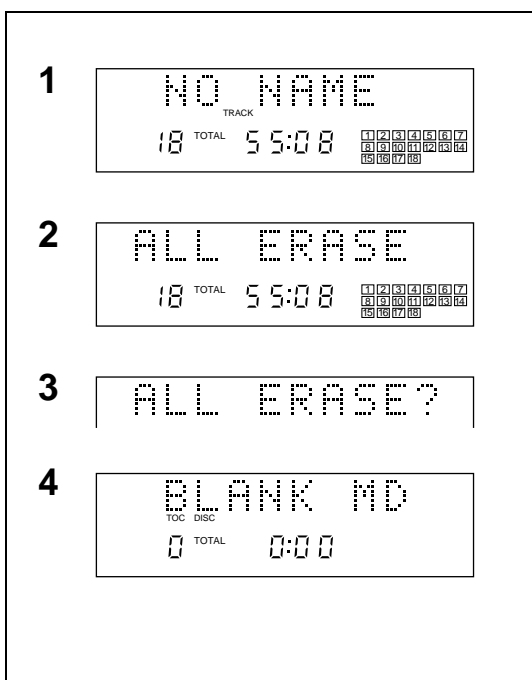 1
NO NAME
TRACK
18 TOTAL 55:08
1 2 3 4 5 6 7
8 9 10 11 12 13 14
15 16 17 18
2
ALL ERASE
18 TOTAL 55:08
1 2 3 4 5 6 7
8 9 10 11 12 13 14
15 16 17 18
3
ALL ERASE?
4
BLANK MD
TOC DISC
0 TOTAL 0:00